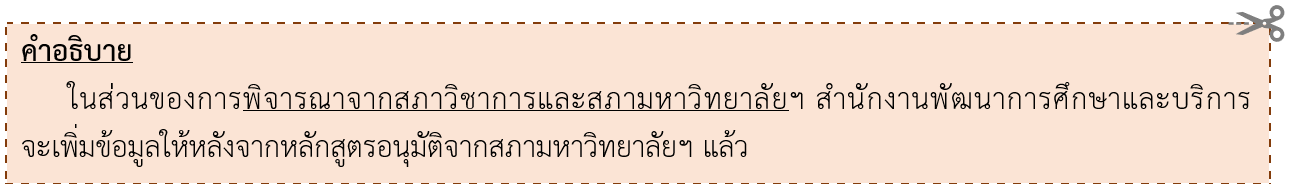 คำอธิบาย
ในส่วนของการพิจารณาจากสภาวิชาการและสภามหาวิทยาลัยฯ สำนักงานพัฒนาการศึกษาและบริการ
จะเพิ่มข้อมูลให้หลังจากหลักสูตรอนุมัติจากสภามหาวิทยาลัยฯ แล้ว